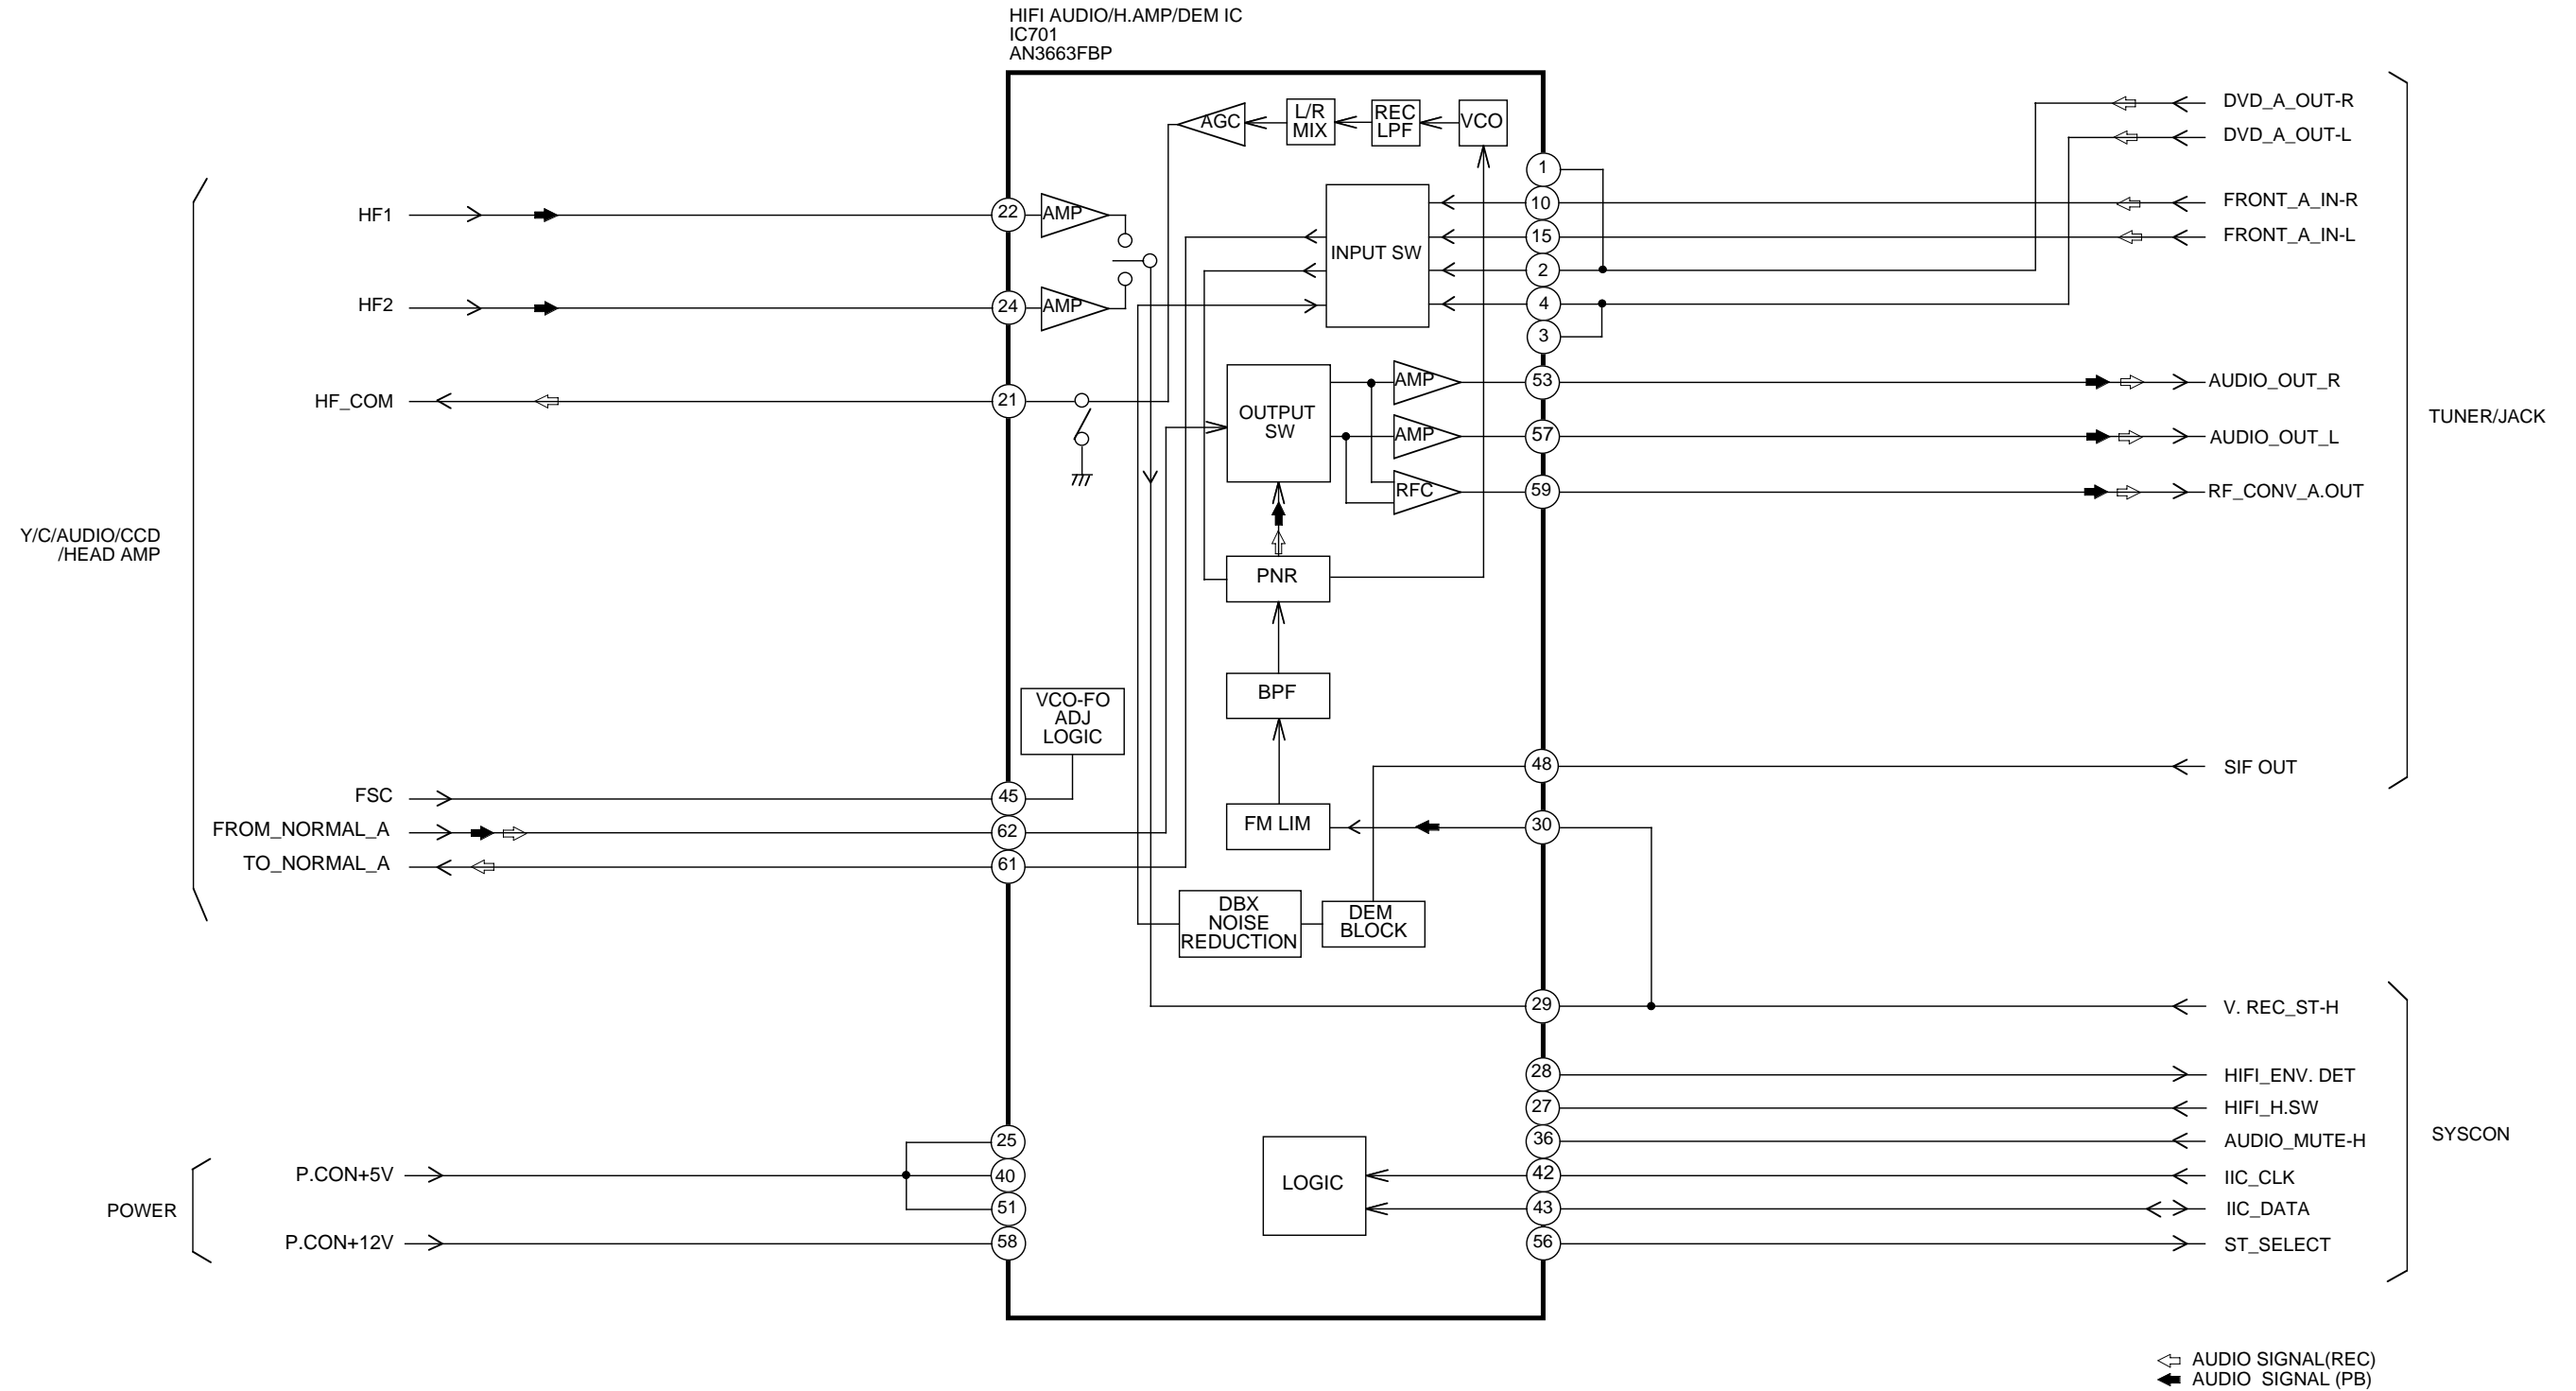 HIFI AUDIO/H.AMP/DEM IC
IC701
AN3663FBP
AGC
L/R
MIX
REC
LPF
VCO
DVD_A_OUT-R
DVD_A_OUT-L
1
HF1
22
AMP
INPUT SW
10
FRONT_A_IN-R
15
FRONT_A_IN-L
2
HF2
24
AMP
4
3
HF_COM
21
OUTPUT
SW
AMP
53
AUDIO_OUT_R
AMP
57
AUDIO_OUT_L
RFC
59
RF_CONV_A.OUT
TUNER/JACK
Y/C/AUDIO/CCD
/HEAD AMP
PNR
BPF
VCO-FO
ADJ
LOGIC
48
SIF OUT
FSC
45
FROM_NORMAL_A
62
FM LIM
30
TO_NORMAL_A
61
DBX
NOISE
REDUCTION
DEM
BLOCK
29
V. REC_ST-H
28
HIFI_ENV. DET
27
HIFI_H.SW
25
36
AUDIO_MUTE-H
SYSCON
P.CON+5V
40
LOGIC
42
IIC_CLK
POWER
51
43
IIC_DATA
P.CON+12V
58
56
ST_SELECT
AUDIO SIGNAL(REC)
AUDIO SIGNAL (PB)